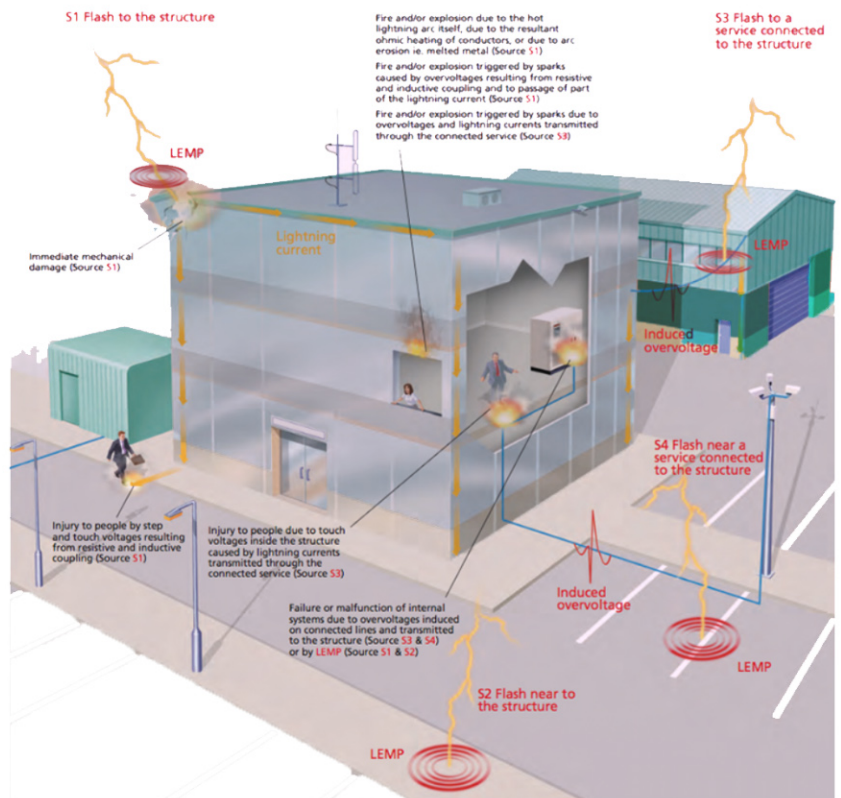 S1 Flash to the structure
Fire and/or explosion due to the hot
lightning arc itself, due to the resultant
ohmic heating of conductors, or due to arc
erosion ie. melted metal (Source S1)
Fire and/or explosion triggered by sparks
caused by overvoltages resulting from resistive
and inductive coupling and to passage of part
of the lightning current (Source S1)
Fire and/or explosion triggered by sparks due to
overvoltages and lightning currents transmitted
through the connected service (Source S3)
S3 Flash to a
service connected
to the structure
LEMP
Lightning
current
LEMP
Immediate mechanical
damage (Source S1)
Induced
overvoltage
S4 Flash near a
service connected
to the structure
Injury to people by step
and touch voltages resulting
from resistive and inductive
coupling (Source S1)
Injury to people due to touch
voltages inside the structure
caused by lightning currents
transmitted through the
connected service (Source S3)
Induced
overvoltage
Failure or malfunction of internal
systems due to overvoltages induced
on connected lines and transmitted
to the structure (Source S3 & S4)
or by LEMP (Source S1 & S2)
LEMP
S2 Flash near to
the structure
LEMP